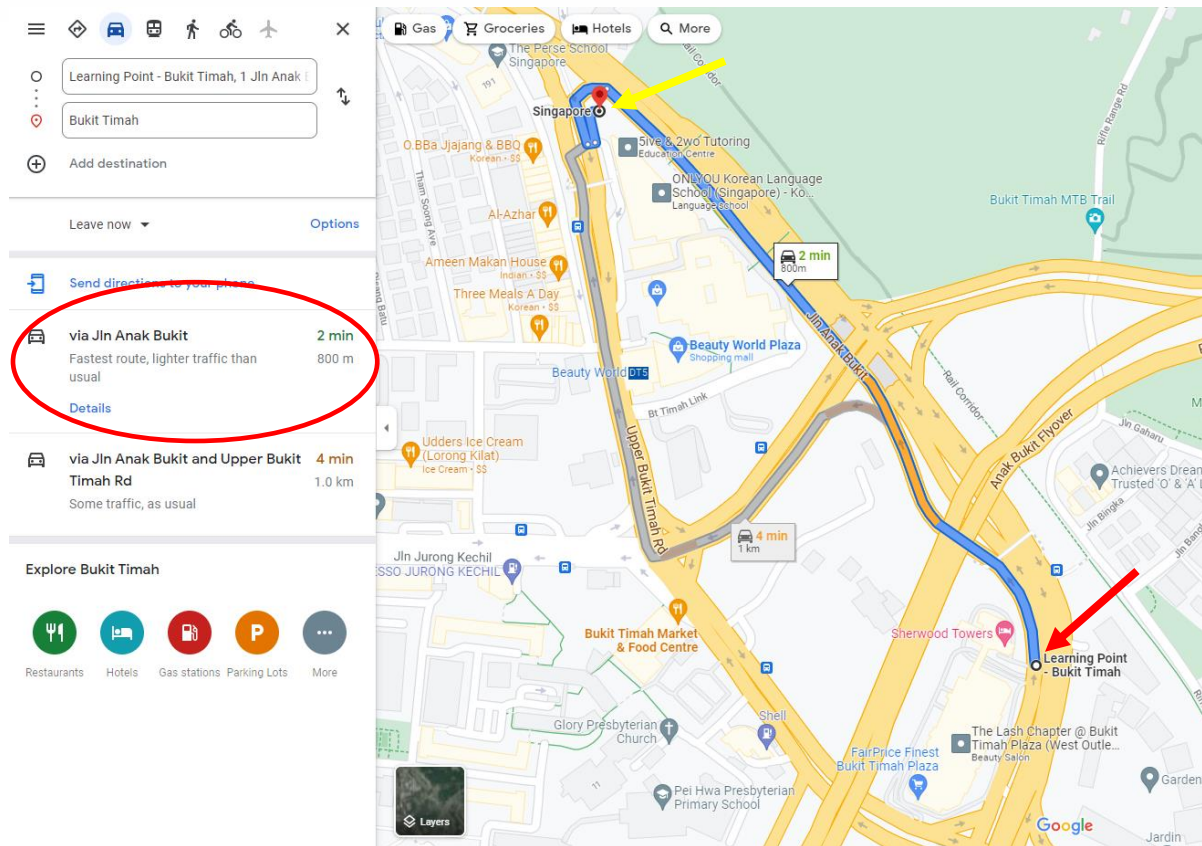 Learning Point - Bukit Timah, 1 Jln Anak
Bukit Timah
Add destination
Leave now
Options
Send directions to your phone
via Jln Anak Bukit
2 min
Fastest route, lighter traffic than
800 m
usual
Details
via Jln Anak Bukit and Upper Bukit
4 min
Timah Rd
1.0 km
Some traffic, as usual
Explore Bukit Timah
P
Restaurants
Hotels
Gas stations
Parking Lots
More
Gas
Groceries
Hotels
More
The Perse School
Singapore
191
Rail Corridor
Rifle Range Rd
Singapore
O.BBa Jjajang & BBQ
Korean • $$
5ive & 2wo Tutoring
Education Centre
ONLYOU Korean Language
School (Singapore) - Ko...
Language school
Tham Soong Ave
Al-Azhar
Bukit Timah MTB Trail
2 min
800m
Ameen Makan House
Indian • $$
Three Meals A Day
Korean • $$
Jln Anak Bukit
Beauty World Plaza
Shopping mall
Beauty World
DT5
Bt Timah Link
Rail Corridor
Jln Gaharu
Anak Bukit Flyover
Udders Ice Cream
(Lorong Kilat)
Ice Cream • $$
Upper Bukit Timah Rd
Achievers Dream
Trusted 'O' & 'A' L
Jln Bingka
4 min
1 km
Jln Jurong Kechil
SSO JURONG KECHIL
Bukit Timah Market
& Food Centre
Sherwood Towers
Learning Point
- Bukit Timah
Glory Presbyterian
Church
Shell
The Lash Chapter @ Bukit
Timah Plaza (West Outle...
Beauty Salon
FairPrice Finest
Bukit Timah Plaza
11
Pei Hwa Presbyterian
Primary School
Garden
Layers
Google
Jardin